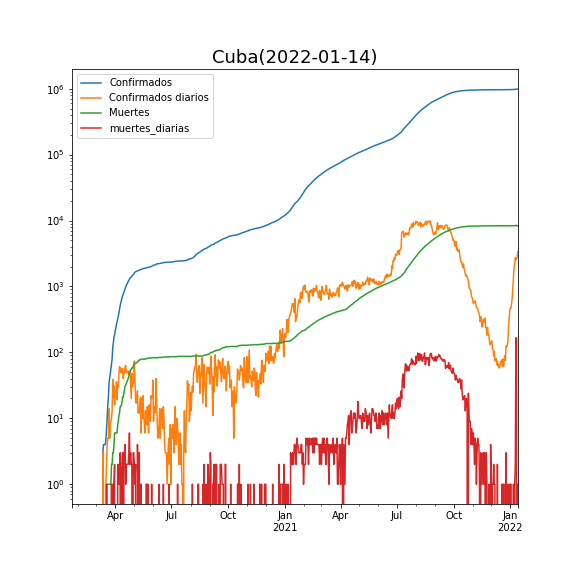 Cuba(2022-01-14)
Confirmados
Confirmados diarios
Muertes
muertes_diarias
10⁶
10⁵
10⁴
10³
10²
10¹
10⁰
Apr Jul Oct Jan Apr Jul Oct Jan
2021 2022